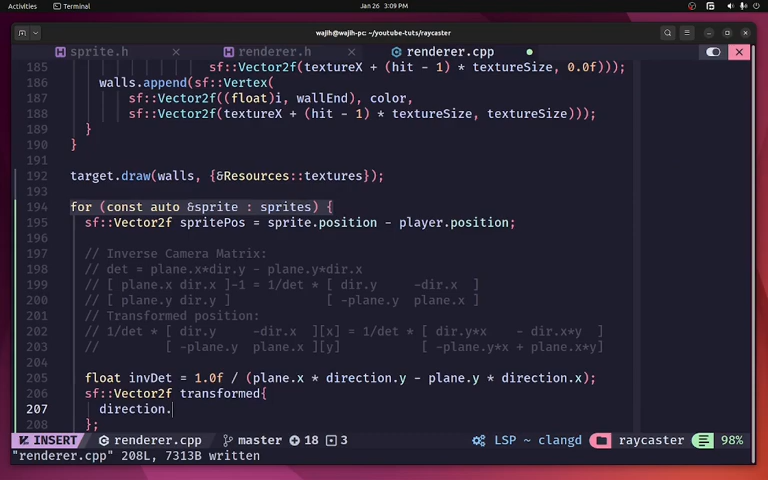 Activities Terminal Jan 26 3:09 PM
wajih@wajih-pc: ~/youtube-tuts/raycaster
sprite.h × renderer.h × renderer.cpp ● ×
185 sf::Vector2f(textureX + (hit - 1) * textureSize, 0.0f)));
186 walls.append(sf::Vertex(
187 sf::Vector2f((float)i, wallEnd), color,
188 sf::Vector2f(textureX + (hit - 1) * textureSize, textureSize)));
189 }
190 }
191
192 target.draw(walls, {&Resources::textures});
193
194 for (const auto &sprite : sprites) {
195 sf::Vector2f spritePos = sprite.position - player.position;
196
197 // Inverse Camera Matrix:
198 // det = plane.x*dir.y - plane.y*dir.x
199 // [ plane.x dir.x ]-1 = 1/det * [ dir.y -dir.x ]
200 // [ plane.y dir.y ] [ -plane.y plane.x ]
201 // Transformed position:
202 // 1/det * [ dir.y -dir.x ][x] = 1/det * [ dir.y*x - dir.x*y ]
203 // [ -plane.y plane.x ][y] [ -plane.y*x + plane.x*y]
204
205 float invDet = 1.0f / (plane.x * direction.y - plane.y * direction.x);
206 sf::Vector2f transformed{
207 direction.
208 };
INSERT renderer.cpp master 18 3 LSP ~ clangd raycaster 98%
"renderer.cpp" 208L, 7313B written